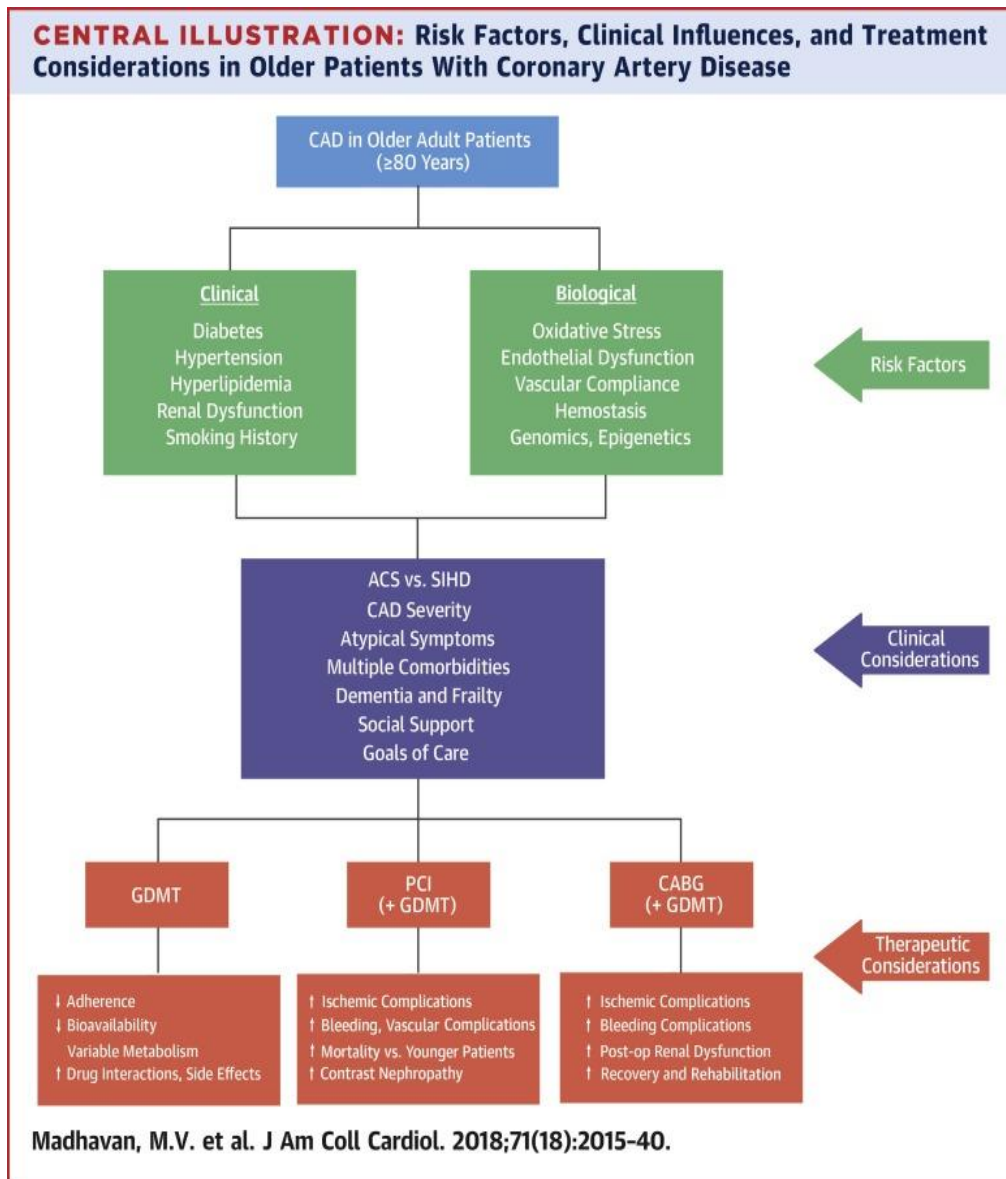 CENTRAL ILLUSTRATION: Risk Factors, Clinical Influences, and Treatment
Considerations in Older Patients With Coronary Artery Disease
CAD in Older Adult Patients
(≥80 Years)
Clinical
Diabetes
Hypertension
Hyperlipidemia
Renal Dysfunction
Smoking History
Biological
Oxidative Stress
Endothelial Dysfunction
Vascular Compliance
Hemostasis
Genomics, Epigenetics
Risk Factors
ACS vs. SIHD
CAD Severity
Atypical Symptoms
Multiple Comorbidities
Dementia and Frailty
Social Support
Goals of Care
Clinical
Considerations
GDMT
PCI
(+ GDMT)
CABG
(+ GDMT)
Therapeutic
Considerations
↓ Adherence
↓ Bioavailability
Variable Metabolism
↑ Drug Interactions, Side Effects
↑ Ischemic Complications
↑ Bleeding, Vascular Complications
↑ Mortality vs. Younger Patients
↑ Contrast Nephropathy
↑ Ischemic Complications
↑ Bleeding Complications
↑ Post-op Renal Dysfunction
↑ Recovery and Rehabilitation
Madhavan, M.V. et al. J Am Coll Cardiol. 2018;71(18):2015-40.